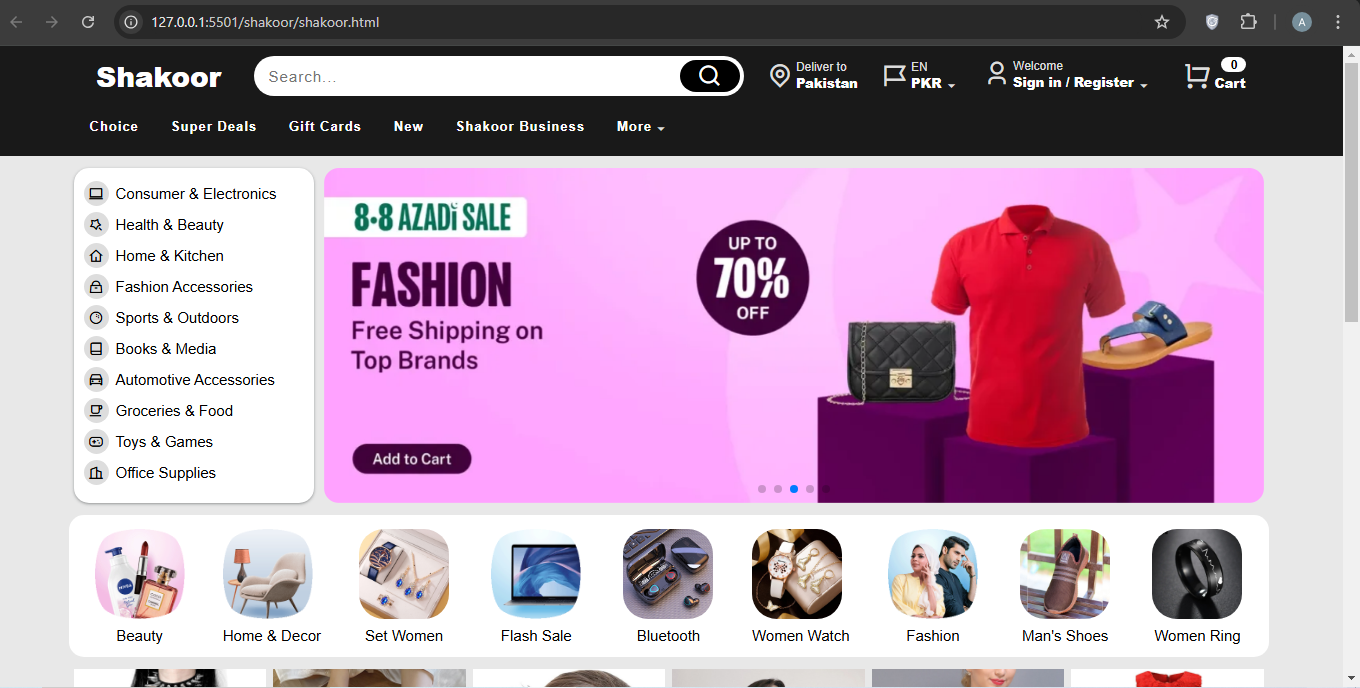 127.0.0.1:5501/shakoor/shakoor.html
A
Shakoor
Search...
Deliver to
Pakistan
EN
PKR
Welcome
Sign in / Register
0
Cart
Choice
Super Deals
Gift Cards
New
Shakoor Business
More
Consumer & Electronics
Health & Beauty
Home & Kitchen
Fashion Accessories
Sports & Outdoors
Books & Media
Automotive Accessories
Groceries & Food
Toys & Games
Office Supplies
8·8 AZADi SALE
FASHION
Free Shipping on
Top Brands
Add to Cart
UP TO
70%
OFF
NIVEA
Beauty
Home & Decor
Set Women
Flash Sale
Bluetooth
Women Watch
Fashion
Man's Shoes
Women Ring